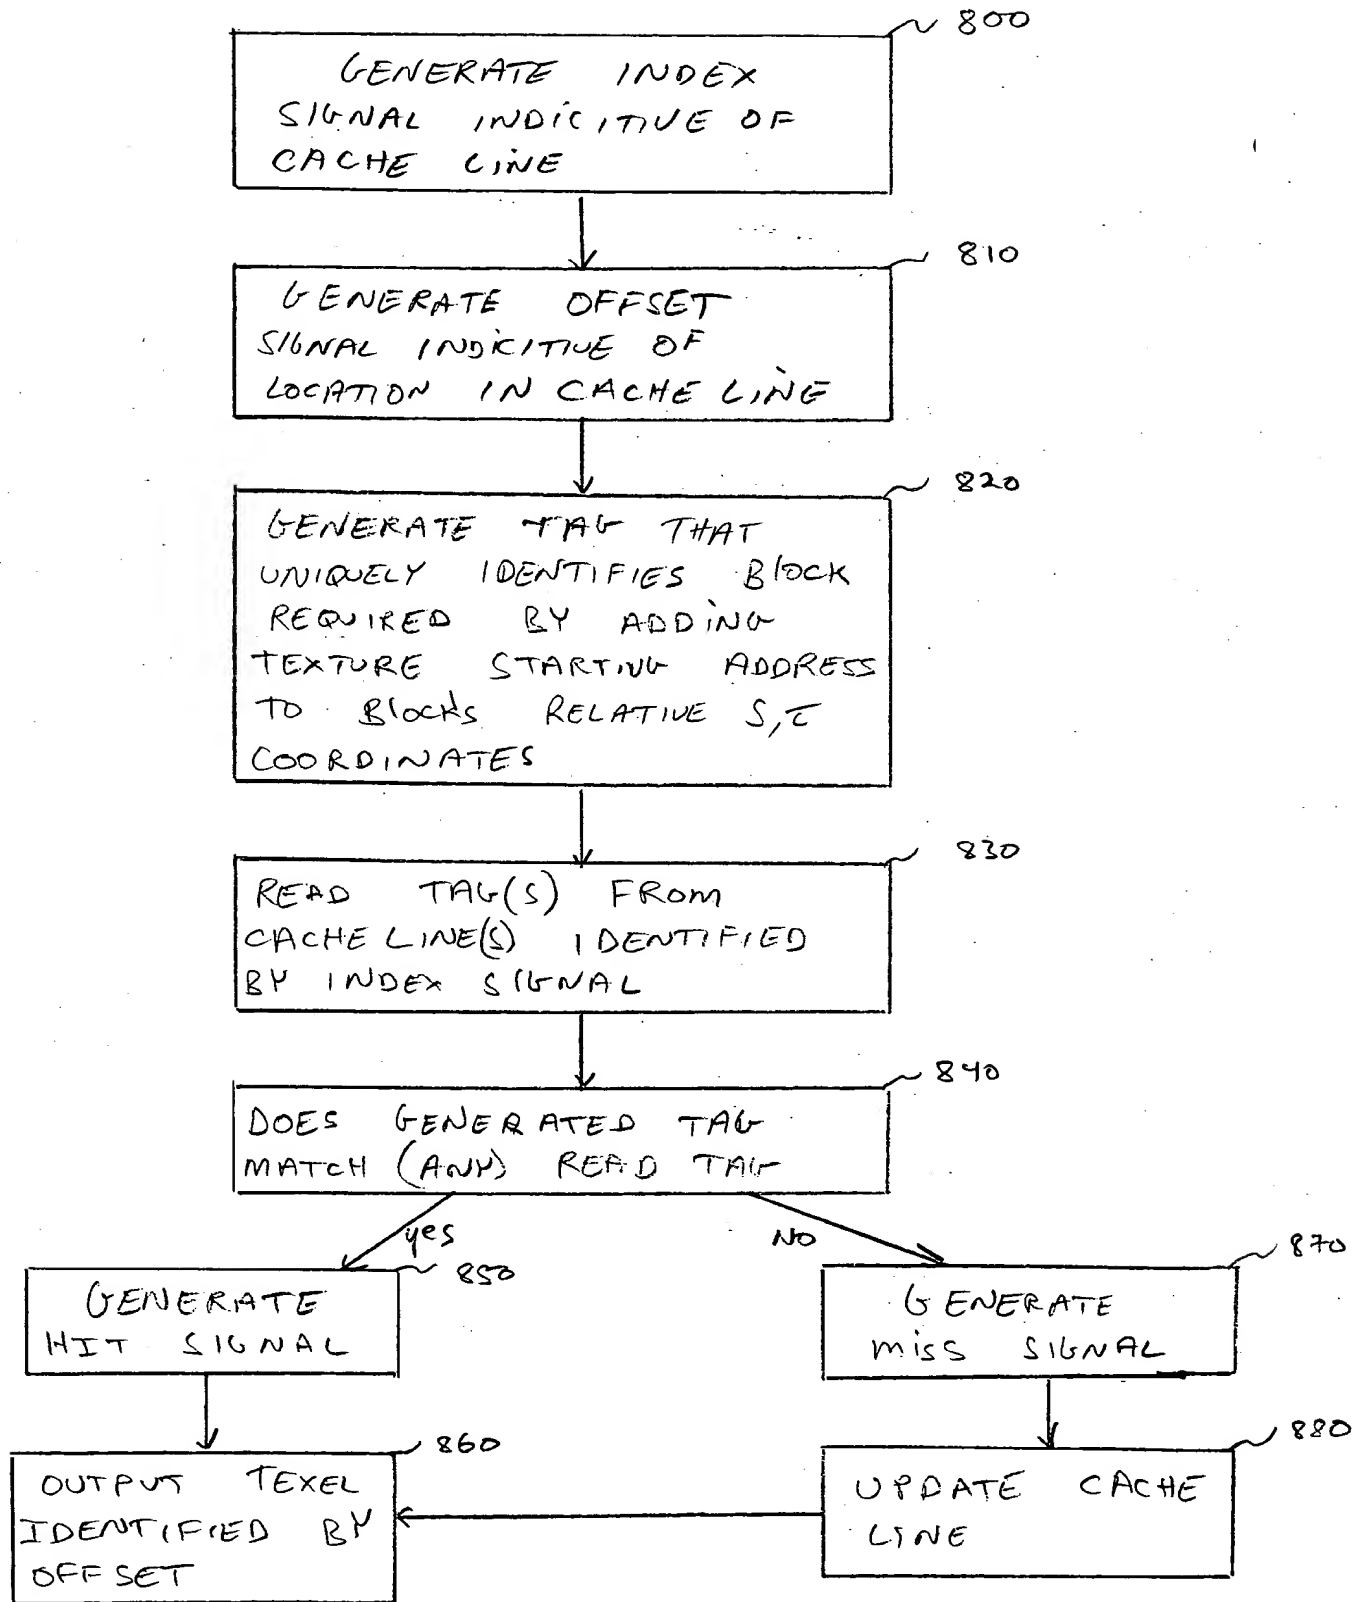 800
GENERATE INDEX
SIGNAL INDICITIVE OF
CACHE LINE
810
GENERATE OFFSET
SIGNAL INDICITIVE OF
LOCATION IN CACHE LINE
820
GENERATE TAG THAT
UNIQUELY IDENTIFIES Block
REQUIRED BY ADDING
TEXTURE STARTING ADDRESS
TO Blocks RELATIVE S,T
COORDINATES
830
READ TAG(S) FROM
CACHE LINE(S) IDENTIFIED
BY INDEX SIGNAL
840
DOES GENERATED TAG
MATCH (ANY) READ TAG
yes
NO
850
GENERATE
HIT SIGNAL
870
GENERATE
MISS SIGNAL
860
OUTPUT TEXEL
IDENTIFIED BY
OFFSET
880
UPDATE CACHE
LINE